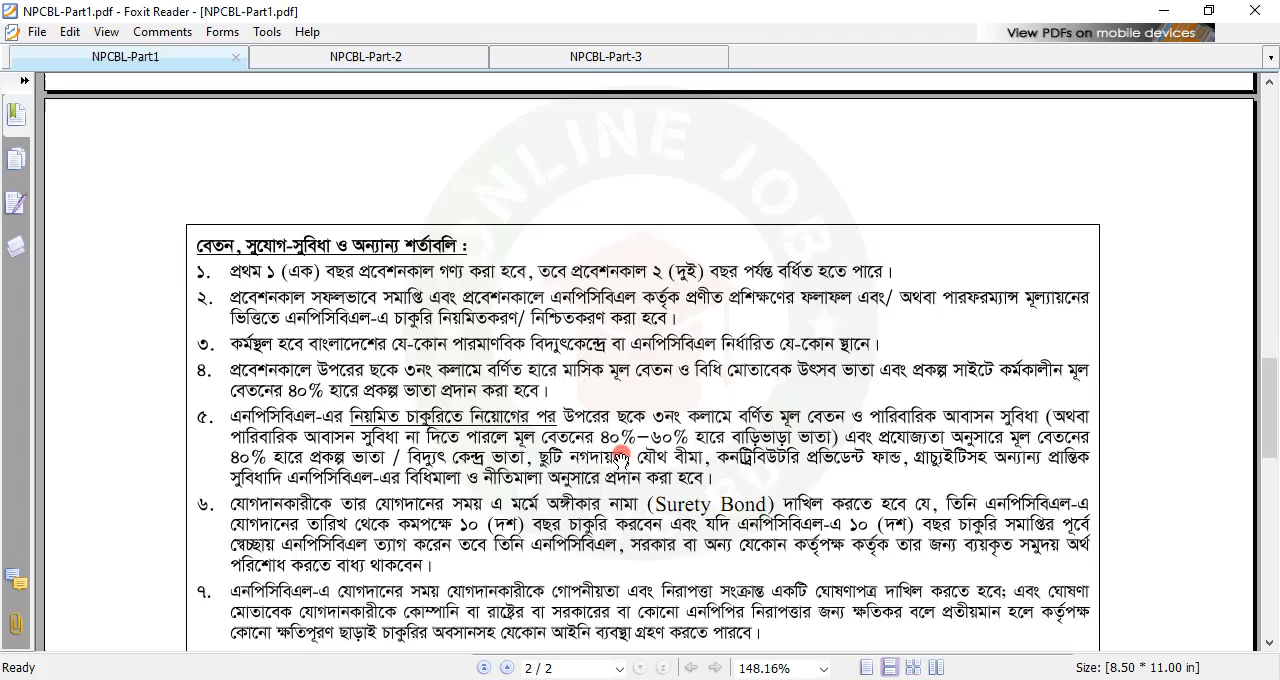 NPCBL-Part1.pdf - Foxit Reader - [NPCBL-Part1.pdf]
File Edit View Comments Forms Tools Help
View PDFs on mobile devices
NPCBL-Part1 NPCBL-Part-2 NPCBL-Part-3
ONLINE JOB
বেতন, সুযোগ-সুবিধা ও অন্যান্য শর্তাবলি :
১. প্রথম ১ (এক) বছর প্রবেশনকাল গণ্য করা হবে, তবে প্রবেশনকাল ২ (দুই) বছর পর্যন্ত বর্ধিত হতে পারে।
২. প্রবেশনকাল সফলভাবে সমাপ্তি এবং প্রবেশনকালে এনপিসিবিএল কর্তৃক প্রণীত প্রশিক্ষণের ফলাফল এবং/ অথবা পারফরম্যান্স মূল্যায়নের
ভিত্তিতে এনপিসিবিএল-এ চাকুরি নিয়মিতকরণ/ নিশ্চিতকরণ করা হবে।
৩. কর্মস্থল হবে বাংলাদেশের যে-কোন পারমাণবিক বিদ্যুৎকেন্দ্রে বা এনপিসিবিএল নির্ধারিত যে-কোন স্থানে।
৪. প্রবেশনকালে উপরের ছকে ৩নং কলামে বর্ণিত হারে মাসিক মূল বেতন ও বিধি মোতাবেক উৎসব ভাতা এবং প্রকল্প সাইটে কর্মকালীন মূল
বেতনের ৪০% হারে প্রকল্প ভাতা প্রদান করা হবে।
৫. এনপিসিবিএল-এর নিয়মিত চাকুরিতে নিয়োগের পর উপরের ছকে ৩নং কলামে বর্ণিত মূল বেতন ও পারিবারিক আবাসন সুবিধা (অথবা
পারিবারিক আবাসন সুবিধা না দিতে পারলে মূল বেতনের ৪০%–৬০% হারে বাড়িভাড়া ভাতা) এবং প্রযোজ্যতা অনুসারে মূল বেতনের
৪০% হারে প্রকল্প ভাতা / বিদ্যুৎ কেন্দ্র ভাতা, ছুটি যৌথ বীমা, কনট্রিবিউটরি প্রভিডেন্ট ফান্ড, গ্রাচ্যুইটিসহ অন্যান্য প্রান্তিক
সুবিধাদি এনপিসিবিএল-এর বিধিমালা ও নীতিমালা অনুসারে প্রদান করা হবে।
৬. যোগদানকারীকে তার যোগদানের সময় এ মর্মে অঙ্গীকার নামা (Surety Bond) দাখিল করতে হবে যে, তিনি এনপিসিবিএল-এ
যোগদানের তারিখ থেকে কমপক্ষে ১০ (দশ) বছর চাকুরি করবেন এবং যদি এনপিসিবিএল-এ ১০ (দশ) বছর চাকুরি সমাপ্তির পূর্বে
স্বেচ্ছায় এনপিসিবিএল ত্যাগ করেন তবে তিনি এনপিসিবিএল, সরকার বা অন্য যেকোন কর্তৃপক্ষ কর্তৃক তার জন্য ব্যয়কৃত সমুদয় অর্থ
পরিশোধ করতে বাধ্য থাকবেন।
৭. এনপিসিবিএল-এ যোগদানের সময় যোগদানকারীকে গোপনীয়তা এবং নিরাপত্তা সংক্রান্ত একটি ঘোষণাপত্র দাখিল করতে হবে; এবং ঘোষণা
মোতাবেক যোগদানকারীকে কোম্পানি বা রাষ্ট্রের বা সরকারের বা কোনো এনপিপির নিরাপত্তার জন্য ক্ষতিকর বলে প্রতীয়মান হলে কর্তৃপক্ষ
কোনো ক্ষতিপূরণ ছাড়াই চাকুরির অবসানসহ যেকোন আইনি ব্যবস্থা গ্রহণ করতে পারবে।
Ready 2 / 2 148.16% Size: [8.50 * 11.00 in]